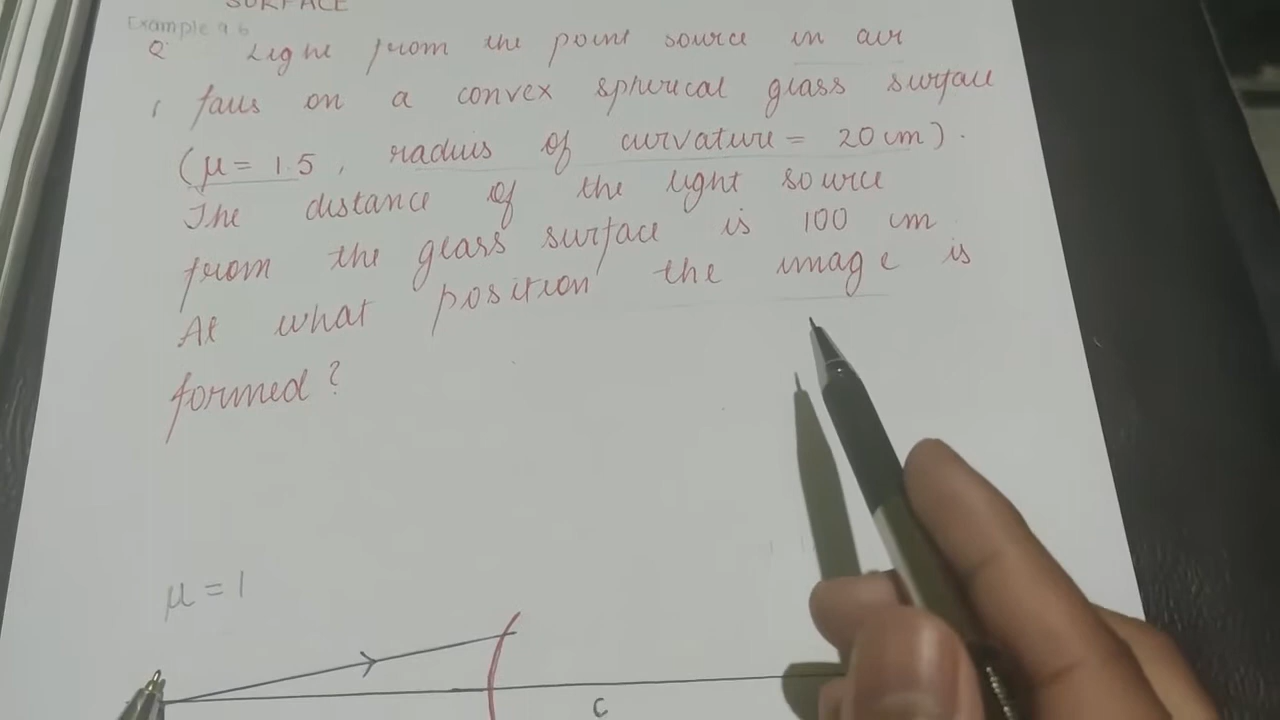 SURFACE
Example 9.6
Q. Light from the point source in air
falls on a convex spherical glass surface
(μ = 1.5 , radius of curvature = 20 cm).
The distance of the light source
from the glass surface is 100 cm
At what position the image is
formed?
μ = 1
C